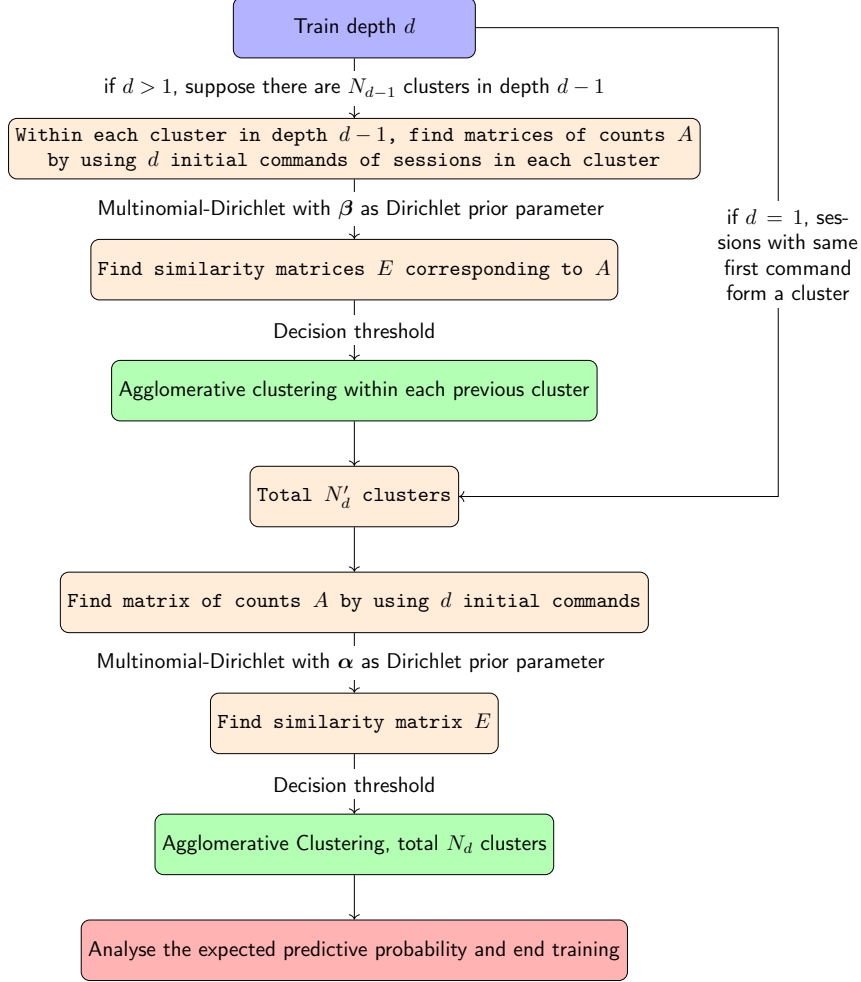 Train depth d
if d > 1, suppose there are N_{d−1} clusters in depth d − 1
Within each cluster in depth d − 1, find matrices of counts A
by using d initial commands of sessions in each cluster
Multinomial-Dirichlet with β as Dirichlet prior parameter
if d = 1, ses-
sions with same
first command
form a cluster
Find similarity matrices E corresponding to A
Decision threshold
Agglomerative clustering within each previous cluster
Total N′_d clusters
Find matrix of counts A by using d initial commands
Multinomial-Dirichlet with α as Dirichlet prior parameter
Find similarity matrix E
Decision threshold
Agglomerative Clustering, total N_d clusters
Analyse the expected predictive probability and end training